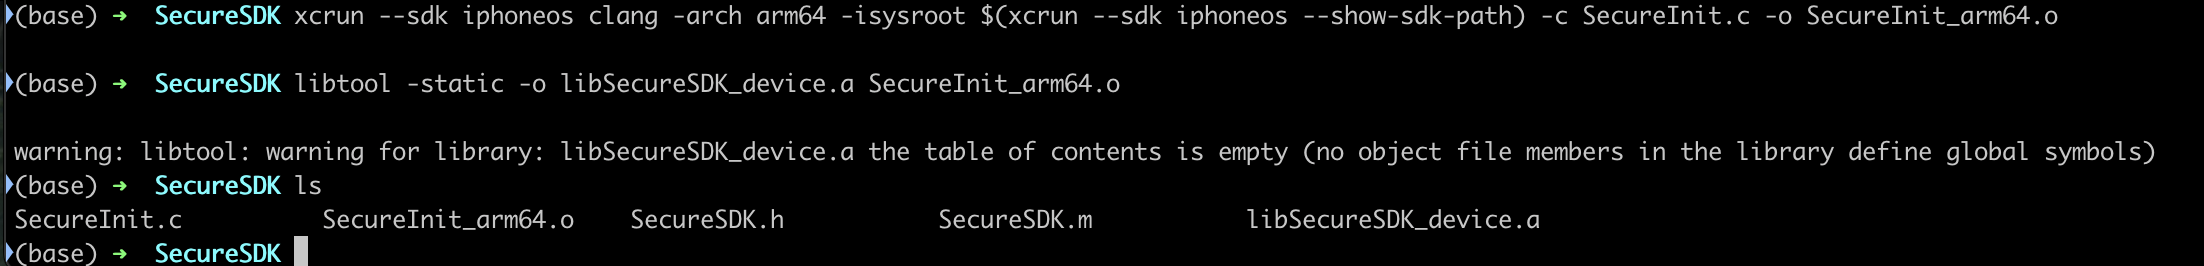 (base) ➜ SecureSDK xcrun --sdk iphoneos clang -arch arm64 -isysroot $(xcrun --sdk iphoneos --show-sdk-path) -c SecureInit.c -o SecureInit_arm64.o
(base) ➜ SecureSDK libtool -static -o libSecureSDK_device.a SecureInit_arm64.o
warning: libtool: warning for library: libSecureSDK_device.a the table of contents is empty (no object file members in the library define global symbols)
(base) ➜ SecureSDK ls
SecureInit.c SecureInit_arm64.o SecureSDK.h SecureSDK.m libSecureSDK_device.a
(base) ➜ SecureSDK